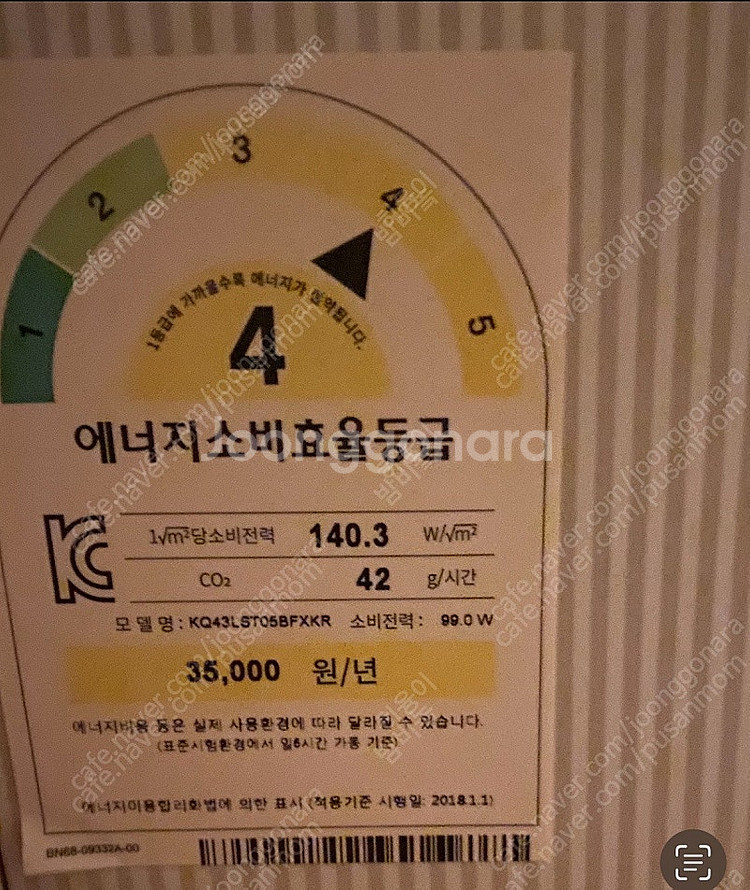 3
2
4
1등급에 가까울수록 에너지가 절약됩니다.
1
5
4
에너지소비효율등급
joonggonara
1√m²당소비전력 140.3 W/√m²
CO₂ 42 g/시간
모델명 : KQ43LST05BFXKR 소비전력 : 99.0 W
35,000 원/년
에너지비용 등은 실제 사용환경에 따라 달라질 수 있습니다.
(표준시험환경에서 일6시간 가동 기준)
에너지이용합리화법에 의한 표시 (적용기준 시행일: 2018.1.1)
BN68-09332A-00
cafe.naver.com/joonggonara
cafe.naver.com/pusanmom